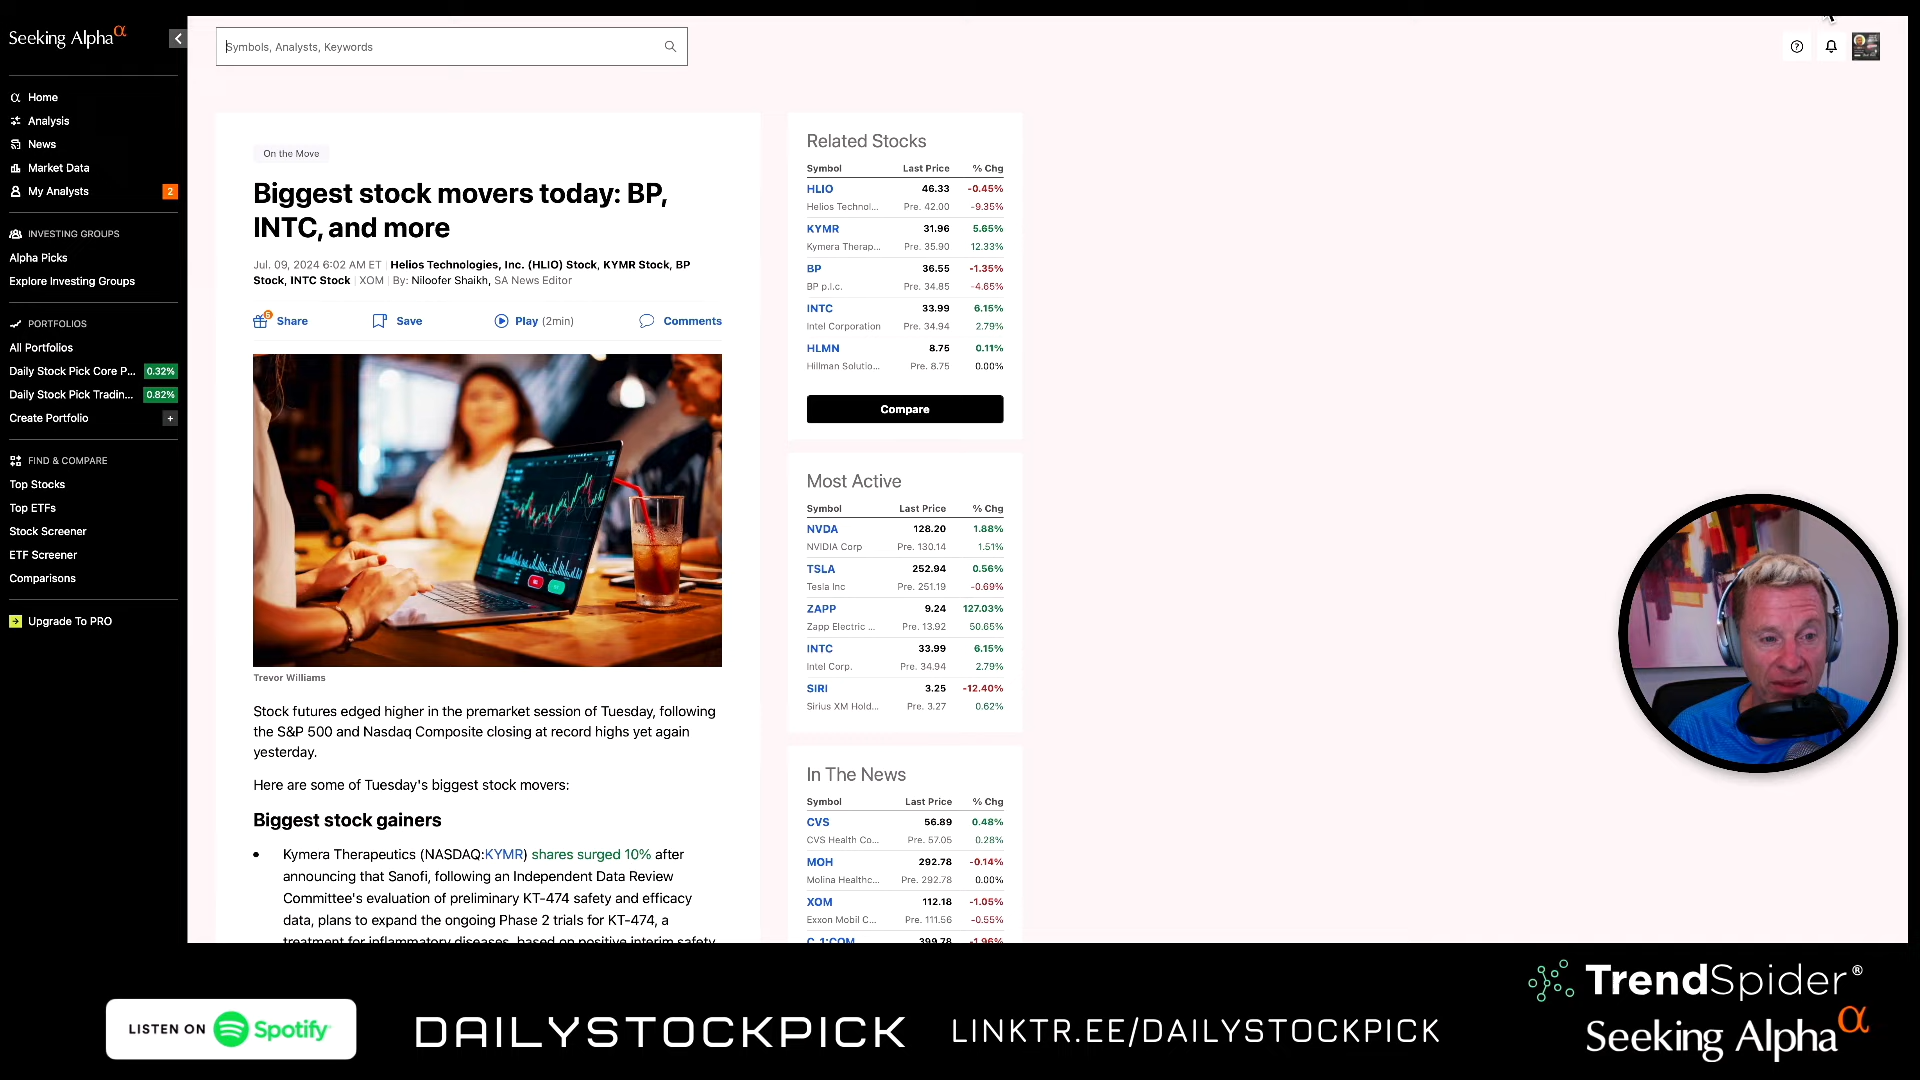 Seeking Alpha α
Symbols, Analysts, Keywords
Home
Analysis
News
Market Data
My Analysts 2
INVESTING GROUPS
Alpha Picks
Explore Investing Groups
PORTFOLIOS
All Portfolios
Daily Stock Pick Core P... 0.32%
Daily Stock Pick Tradin... 0.82%
Create Portfolio +
FIND & COMPARE
Top Stocks
Top ETFs
Stock Screener
ETF Screener
Comparisons
Upgrade To PRO
On the Move
Biggest stock movers today: BP,
INTC, and more
Jul. 09, 2024 6:02 AM ET | Helios Technologies, Inc. (HLIO) Stock, KYMR Stock, BP
Stock, INTC Stock | XOM | By: Niloofer Shaikh, SA News Editor
5 Share Save Play (2min) Comments
Trevor Williams
Stock futures edged higher in the premarket session of Tuesday, following
the S&P 500 and Nasdaq Composite closing at record highs yet again
yesterday.
Here are some of Tuesday's biggest stock movers:
Biggest stock gainers
• Kymera Therapeutics (NASDAQ:KYMR) shares surged 10% after
announcing that Sanofi, following an Independent Data Review
Committee's evaluation of preliminary KT-474 safety and efficacy
data, plans to expand the ongoing Phase 2 trials for KT-474, a
treatment for inflammatory diseases, based on positive interim safety
Related Stocks
Symbol Last Price % Chg
HLIO 46.33 -0.45%
Helios Technol... Pre. 42.00 -9.35%
KYMR 31.96 5.65%
Kymera Therap... Pre. 35.90 12.33%
BP 36.55 -1.35%
BP p.l.c. Pre. 34.85 -4.65%
INTC 33.99 6.15%
Intel Corporation Pre. 34.94 2.79%
HLMN 8.75 0.11%
Hillman Solutio... Pre. 8.75 0.00%
Compare
Most Active
Symbol Last Price % Chg
NVDA 128.20 1.88%
NVIDIA Corp Pre. 130.14 1.51%
TSLA 252.94 0.56%
Tesla Inc Pre. 251.19 -0.69%
ZAPP 9.24 127.03%
Zapp Electric ... Pre. 13.92 50.65%
INTC 33.99 6.15%
Intel Corp. Pre. 34.94 2.79%
SIRI 3.25 -12.40%
Sirius XM Hold... Pre. 3.27 0.62%
In The News
Symbol Last Price % Chg
CVS 56.89 0.48%
CVS Health Co... Pre. 57.05 0.28%
MOH 292.78 -0.14%
Molina Healthc... Pre. 292.78 0.00%
XOM 112.18 -1.05%
Exxon Mobil C... Pre. 111.56 -0.55%
C_1:COM 399.78 -1.96%
LISTEN ON Spotify
DAILYSTOCKPICK
LINKTR.EE/DAILYSTOCKPICK
TrendSpider®
Seeking Alpha α